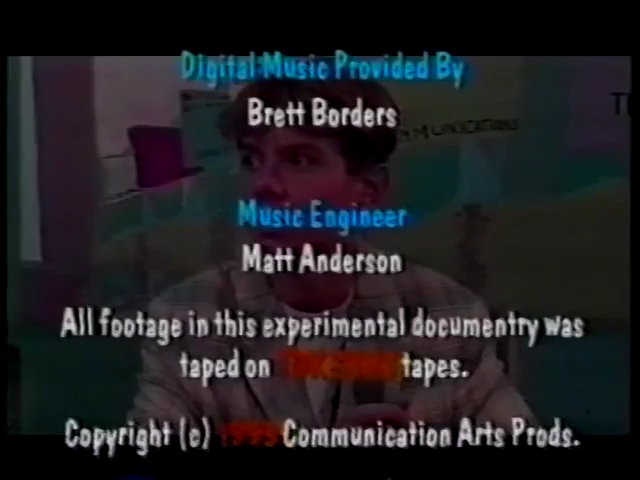 Digital Music Provided By
Brett Borders
Music Engineer
Matt Anderson
All footage in this experimental documentry was
taped on tapes.
Copyright (c) Communication Arts Prods.